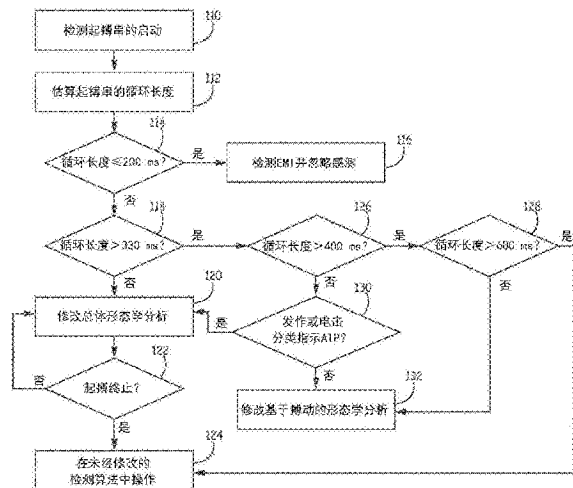 检测起搏串的启动
110
估算起搏串的循环长度
112
循环长度≤200 ms?
114
是
检测EMI并忽略感测
116
否
循环长度>330 ms?
118
是
循环长度>400 ms?
126
是
循环长度>600 ms?
128
是
否
否
否
修改总体形态学分析
120
是
发作或电击
分类指示ATP?
130
起搏终止?
122
否
否
修改基于搏动的形态学分析
132
是
在未经修改的
检测算法中操作
124